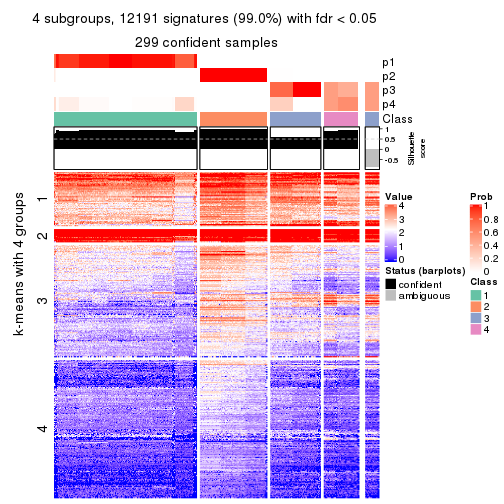 4 subgroups, 12191 signatures (99.0%) with fdr < 0.05
299 confident samples
p1
p2
p3
p4
Class
1
0.5
0
-0.5
Silhouette
score
k-means with 4 groups
1
2
3
4
Value
4
3
2
1
0
Status (barplots)
confident
ambiguous
Prob
1
0.8
0.6
0.4
0.2
0
Class
1
2
3
4